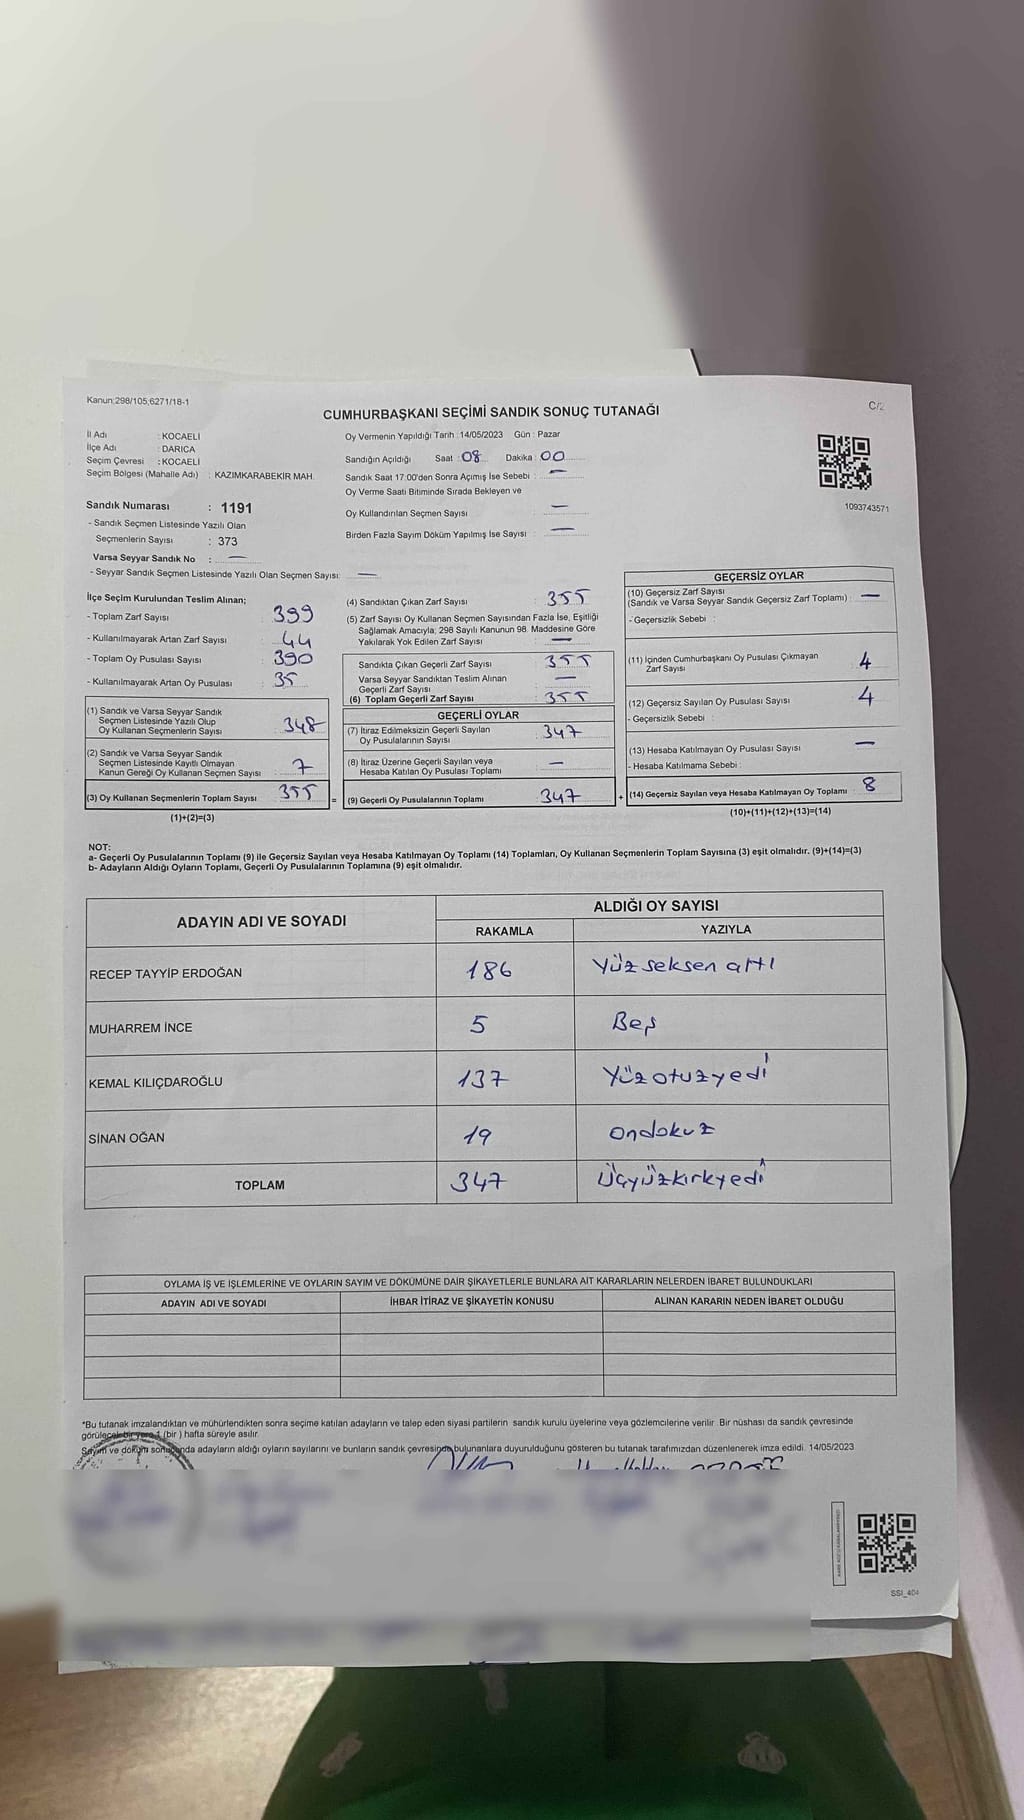 Kanun:298/105,6271/18-1
C/2
CUMHURBAŞKANI SEÇİMİ SANDIK SONUÇ TUTANAĞI
İl Adı : KOCAELİ
İlçe Adı : DARICA
Seçim Çevresi : KOCAELİ
Seçim Bölgesi (Mahalle Adı) : KAZIMKARABEKİR MAH.
Sandık Numarası : 1191
- Sandık Seçmen Listesinde Yazılı Olan
Seçmenlerin Sayısı : 373
Varsa Seyyar Sandık No : —
- Seyyar Sandık Seçmen Listesinde Yazılı Olan Seçmen Sayısı: —
Oy Vermenin Yapıldığı Tarih :14/05/2023 Gün : Pazar
Sandığın Açıldığı Saat : 08 Dakika : 00
Sandık Saat 17:00'den Sonra Açımış İse Sebebi : —
Oy Verme Saati Bitiminde Sırada Bekleyen ve
Oy Kullandırılan Seçmen Sayısı : —
Birden Fazla Sayım Döküm Yapılmış İse Sayısı : —
1093743571
İlçe Seçim Kurulundan Teslim Alınan;
- Toplam Zarf Sayısı : 399
- Kullanılmayarak Artan Zarf Sayısı : 44
- Toplam Oy Pusulası Sayısı : 390
- Kullanılmayarak Artan Oy Pusulası : 35
(1) Sandık ve Varsa Seyyar Sandık
Seçmen Listesinde Yazılı Olup
Oy Kullanan Seçmenlerin Sayısı : 348
(2) Sandık ve Varsa Seyyar Sandık
Seçmen Listesinde Kayıtlı Olmayan
Kanun Gereği Oy Kullanan Seçmen Sayısı : 7
(3) Oy Kullanan Seçmenlerin Toplam Sayısı : 355
(1)+(2)=(3)
=
(4) Sandıktan Çıkan Zarf Sayısı : 355
(5) Zarf Sayısı Oy Kullanan Seçmen Sayısından Fazla İse, Eşitliği
Sağlamak Amacıyla; 298 Sayılı Kanunun 98. Maddesine Göre
Yakılarak Yok Edilen Zarf Sayısı : —
Sandıkta Çıkan Geçerli Zarf Sayısı : 355
Varsa Seyyar Sandıktan Teslim Alınan
Geçerli Zarf Sayısı : —
(6) Toplam Geçerli Zarf Sayısı : 355
GEÇERLİ OYLAR
(7) İtiraz Edilmeksizin Geçerli Sayılan
Oy Pusulalarının Sayısı : 347
(8) İtiraz Üzerine Geçerli Sayılan veya
Hesaba Katılan Oy Pusulası Toplamı : —
(9) Geçerli Oy Pusulalarının Toplamı : 347
+
GEÇERSİZ OYLAR
(10) Geçersiz Zarf Sayısı
(Sandık ve Varsa Seyyar Sandık Geçersiz Zarf Toplamı) : —
- Geçersizlik Sebebi :
(11) İçinden Cumhurbaşkanı Oy Pusulası Çıkmayan
Zarf Sayısı : 4
(12) Geçersiz Sayılan Oy Pusulası Sayısı : 4
- Geçersizlik Sebebi :
(13) Hesaba Katılmayan Oy Pusulası Sayısı : —
- Hesaba Katılmama Sebebi :
(14) Geçersiz Sayılan veya Hesaba Katılmayan Oy Toplamı : 8
(10)+(11)+(12)+(13)=(14)
NOT:
a- Geçerli Oy Pusulalarının Toplamı (9) ile Geçersiz Sayılan veya Hesaba Katılmayan Oy Toplamı (14) Toplamları, Oy Kullanan Seçmenlerin Toplam Sayısına (3) eşit olmalıdır. (9)+(14)=(3)
b- Adayların Aldığı Oyların Toplamı, Geçerli Oy Pusulalarının Toplamına (9) eşit olmalıdır.
ADAYIN ADI VE SOYADI ALDIĞI OY SAYISI
RAKAMLA YAZIYLA
RECEP TAYYİP ERDOĞAN 186 Yüz seksen altı
MUHARREM İNCE 5 Beş
KEMAL KILIÇDAROĞLU 137 Yüz otuzyedi
SİNAN OĞAN 19 ondokuz
TOPLAM 347 Üçyüzkırkyedi
OYLAMA İŞ VE İŞLEMLERİNE VE OYLARIN SAYIM VE DÖKÜMÜNE DAİR ŞİKAYETLERLE BUNLARA AİT KARARLARIN NELERDEN İBARET BULUNDUKLARI
ADAYIN ADI VE SOYADI İHBAR İTİRAZ VE ŞİKAYETİN KONUSU ALINAN KARARIN NEDEN İBARET OLDUĞU
*Bu tutanak imzalandıktan ve mühürlendikten sonra seçime katılan adayların ve talep eden siyasi partilerin sandık kurulu üyelerine veya gözlemcilerine verilir. Bir nüshası da sandık çevresinde
görülecek bir yere 1 (bir ) hafta süreyle asılır.
Sayım ve döküm sonucunda adayların aldığı oyların sayılarını ve bunların sandık çevresinde bulunanlara duyurulduğunu gösteren bu tutanak tarafımızdan düzenlenerek imza edildi. 14/05/2023
SSI_404